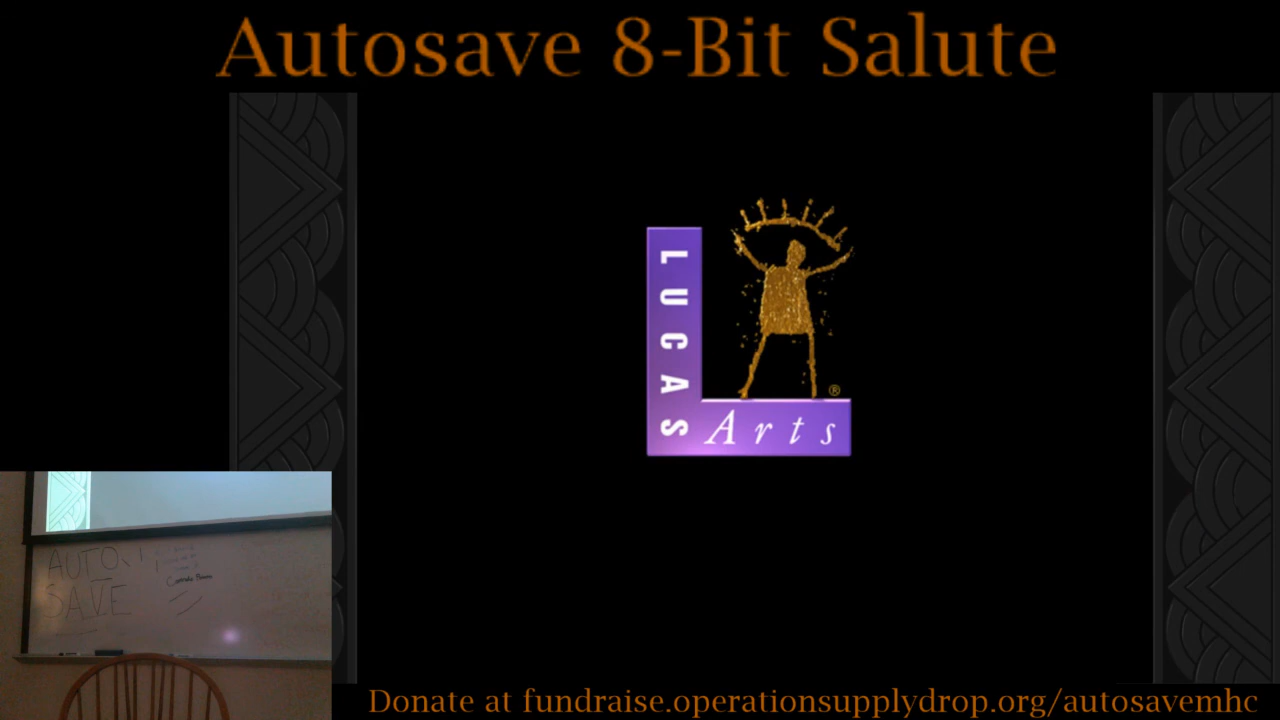 Autosave 8-Bit Salute
LUCAS
Arts
®
AUTO
SAVE
Donate at fundraise.operationsupplydrop.org/autosavemhc